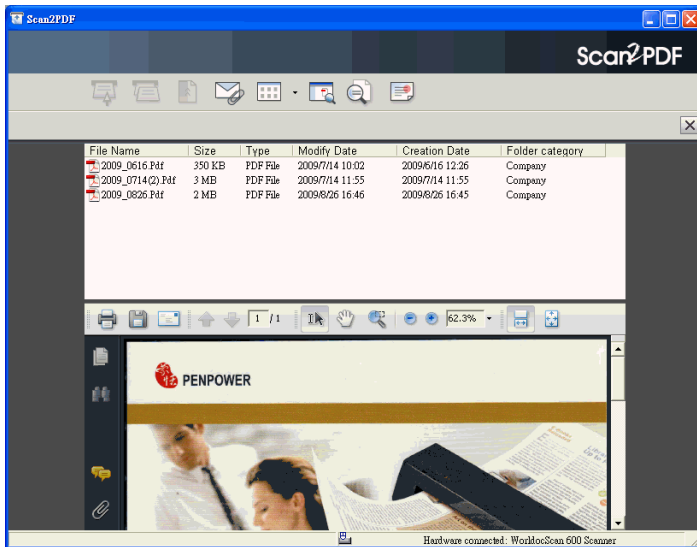 Scan2PDF
Scan2PDF
File Name Size Type Modify Date Creation Date Folder category
2009_0616.Pdf 350 KB PDF File 2009/7/14 10:02 2009/6/16 12:26 Company
2009_0714(2).Pdf 3 MB PDF File 2009/7/14 11:55 2009/7/14 11:55 Company
2009_0826.Pdf 2 MB PDF File 2009/8/26 16:46 2009/8/26 16:45 Company
1 /1 62.3%
PENPOWER
Hardware connected: WorldocScan 600 Scanner